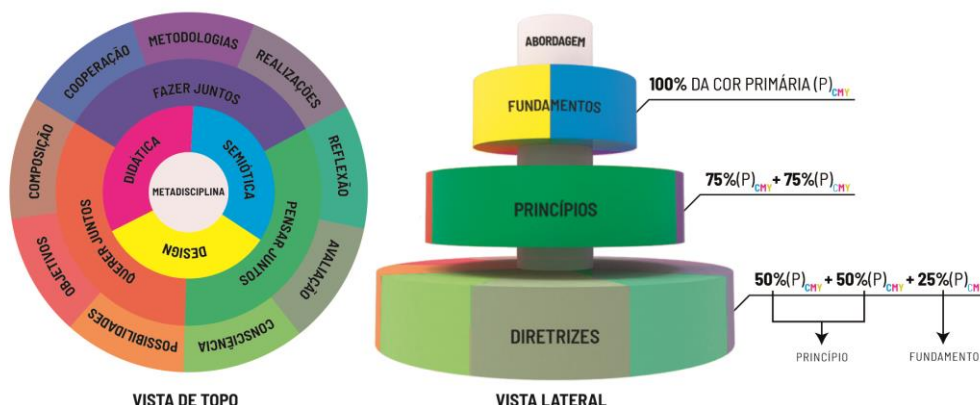 METODOLOGIAS
COOPERAÇÃO
REALIZAÇÕES
FAZER JUNTOS
COMPOSIÇÃO
REFLEXÃO
DIDÁTICA
SEMIÓTICA
METADISCIPLINA
DESIGN
QUERER JUNTOS
PENSAR JUNTOS
OBJETIVOS
AVALIAÇÃO
POSSIBILIDADES
CONSCIÊNCIA
VISTA DE TOPO
ABORDAGEM
FUNDAMENTOS
100% DA COR PRIMÁRIA (P)CMY
PRINCÍPIOS
75%(P)CMY + 75%(P)CMY
DIRETRIZES
50%(P)CMY + 50%(P)CMY + 25%(P)CM
PRINCÍPIO
FUNDAMENTO
VISTA LATERAL